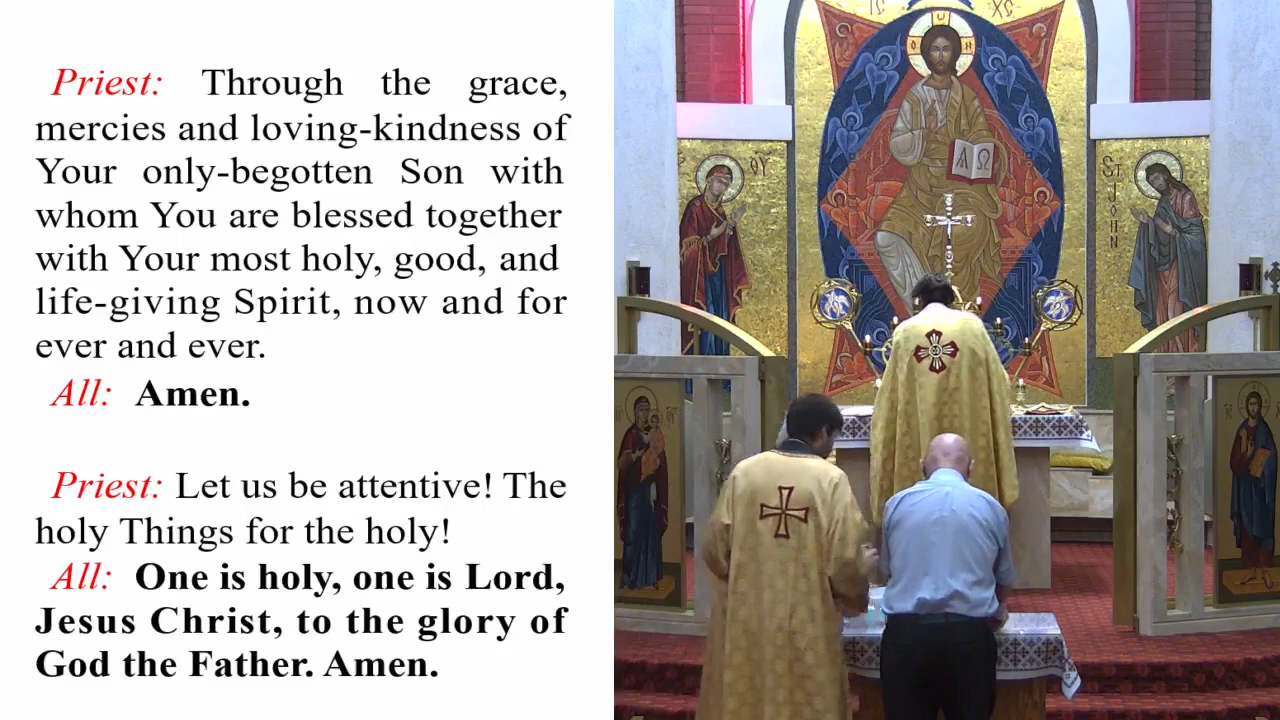 Priest: Through the grace,
mercies and loving-kindness of
Your only-begotten Son with
whom You are blessed together
with Your most holy, good, and
life-giving Spirit, now and for
ever and ever.
All: Amen.
Priest: Let us be attentive! The
holy Things for the holy!
All: One is holy, one is Lord,
Jesus Christ, to the glory of
God the Father. Amen.
IC XC
Ο Ω Η
Α Ω
ΟΥ
ST
JOHN